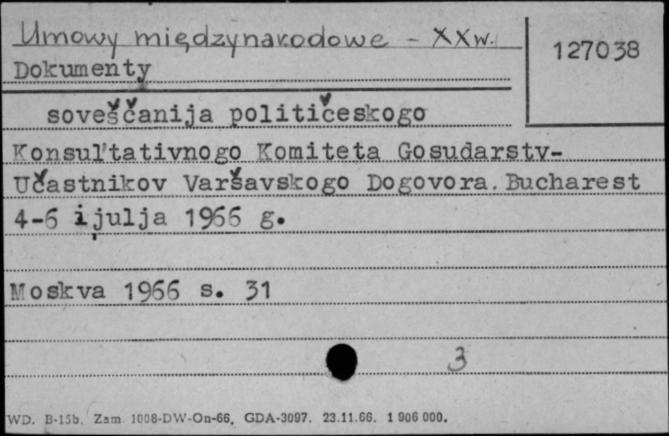 Umowy międzynarodowe - XXw.
127038
Dokumenty
soveščanija političeskogo
Konsul'tativnogo Komiteta Gosudarstv-
Učastnikov Varšavskogo Dogovora. Bucharest
4-6 ijulja 1966 g.
Moskva 1966 s. 31
3
WD. B-15b. Zam 1008-DW-On-66. GDA-3097. 23.11.66. 1 906 000.